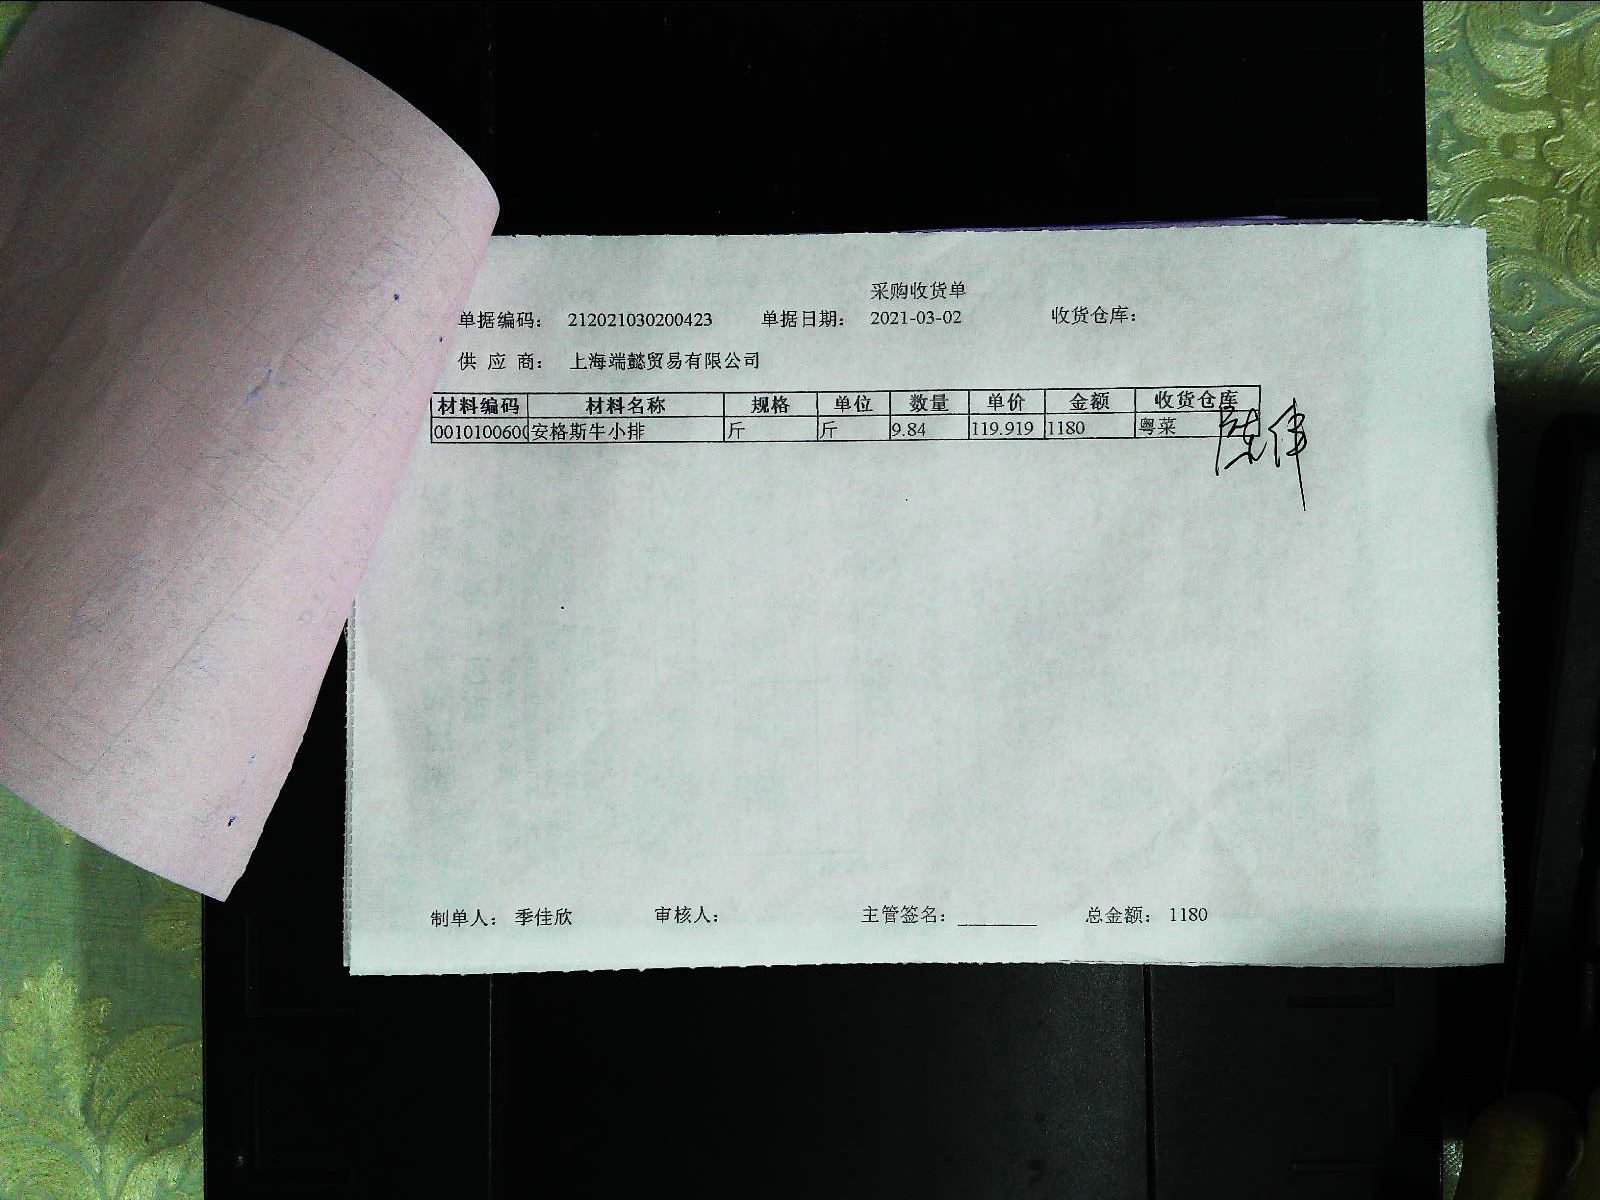 采购收货单
单据编码： 212021030200423 单据日期： 2021-03-02 收货仓库：
供 应 商： 上海端懿贸易有限公司
材料编码 材料名称 规格 单位 数量 单价 金额 收货仓库
0010100600 安格斯牛小排 斤 斤 9.84 119.919 1180 粤菜
陈伟
制单人： 季佳欣 审核人： 主管签名：________ 总金额： 1180